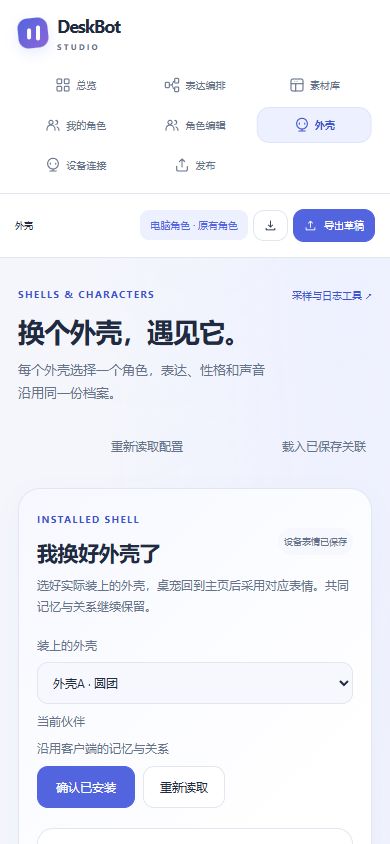 DeskBot
STUDIO
总览
表达编排
素材库
我的角色
角色编辑
外壳
设备连接
发布
外壳
电脑角色 · 原有角色
导出草稿
SHELLS & CHARACTERS
采样与日志工具 ↗
换个外壳，遇见它。
每个外壳选择一个角色，表达、性格和声音
沿用同一份档案。
重新读取配置
载入已保存关联
INSTALLED SHELL
我换好外壳了
设备表情已保存
选好实际装上的外壳，桌宠回到主页后采用对应表情。共同
记忆与关系继续保留。
装上的外壳
外壳A · 圆团
当前伙伴
沿用客户端的记忆与关系
确认已安装
重新读取